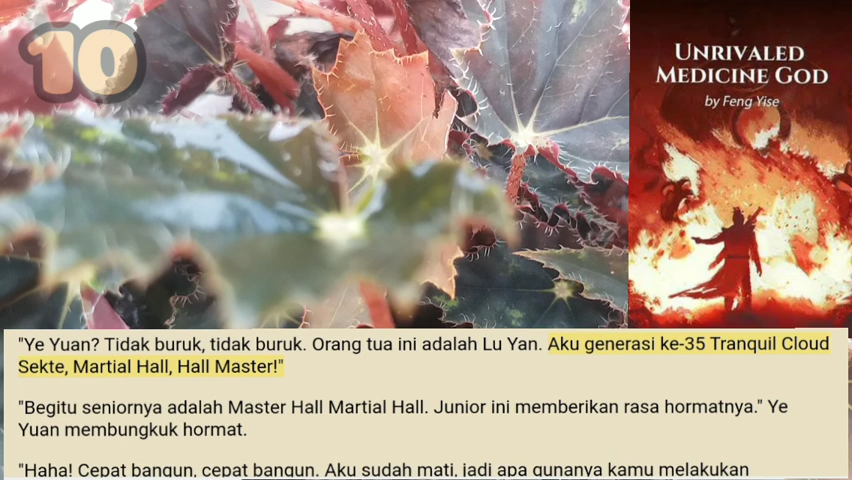 10
UNRIVALED
MEDICINE GOD
by Feng Yise
"Ye Yuan? Tidak buruk, tidak buruk. Orang tua ini adalah Lu Yan. Aku generasi ke-35 Tranquil Cloud
Sekte, Martial Hall, Hall Master!"
"Begitu seniornya adalah Master Hall Martial Hall. Junior ini memberikan rasa hormatnya." Ye
Yuan membungkuk hormat.
"Haha! Cepat bangun, cepat bangun. Aku sudah mati, jadi apa gunanya kamu melakukan